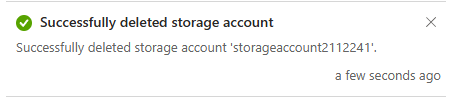 Successfully deleted storage account
Successfully deleted storage account 'storageaccount2112241'.
a few seconds ago